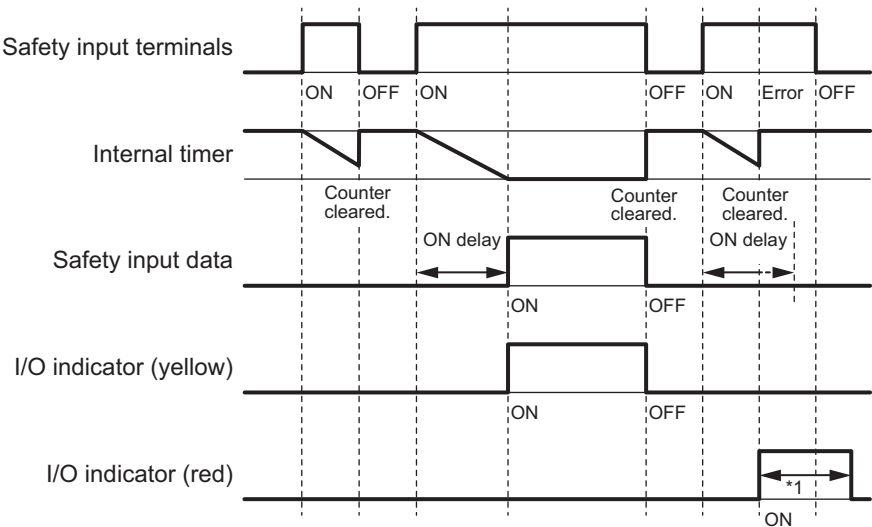 Safety input terminals
ON OFF ON OFF ON Error OFF
Internal timer
Counter cleared.
Counter cleared.
Counter cleared.
ON delay ON delay
Safety input data
ON OFF
I/O indicator (yellow)
ON OFF
I/O indicator (red)
*1
ON